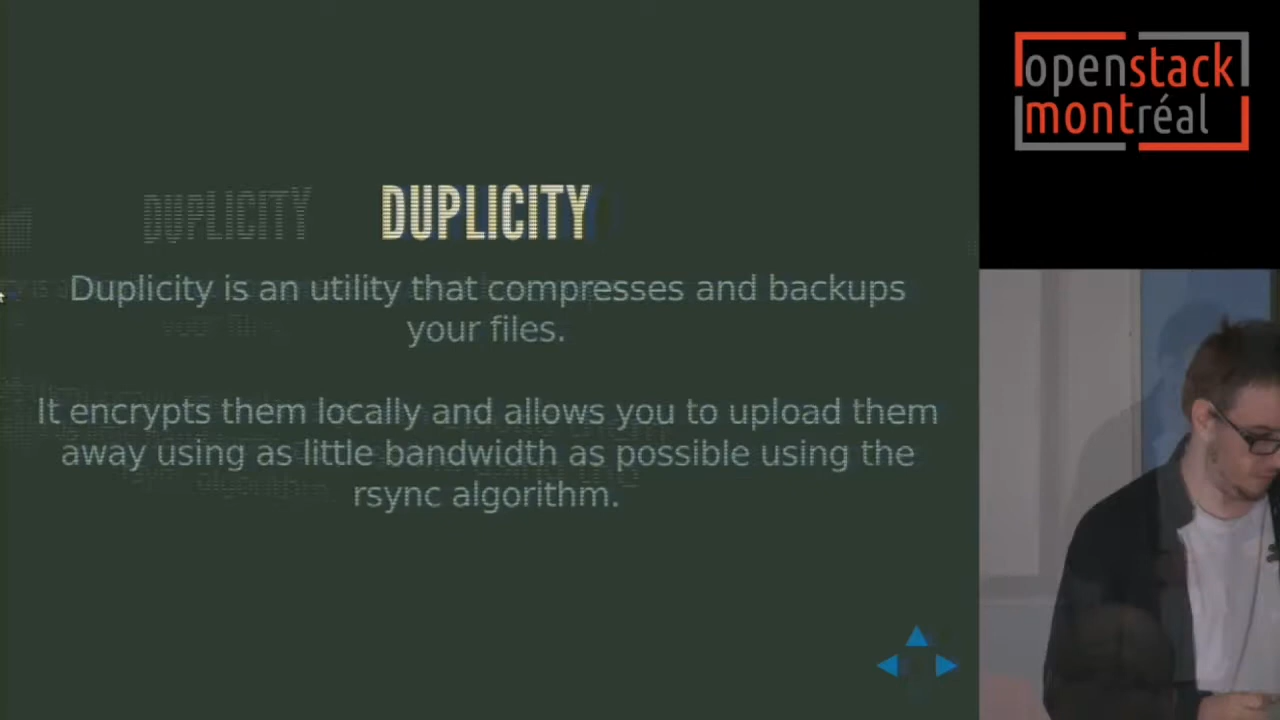 openstack
montréal
DUPLICITY
Duplicity is an utility that compresses and backups
your files.
It encrypts them locally and allows you to upload them
away using as little bandwidth as possible using the
rsync algorithm.